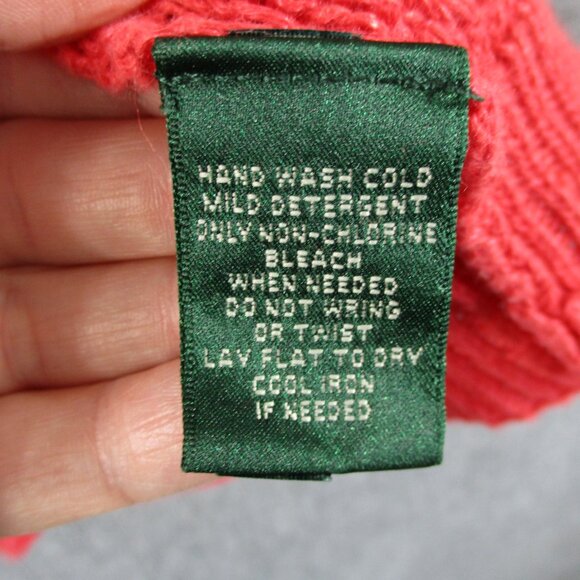 HAND WASH COLD
MILD DETERGENT
ONLY NON-CHLORINE
BLEACH
WHEN NEEDED
DO NOT WRING
OR TWIST
LAY FLAT TO DRY
COOL IRON
IF NEEDED